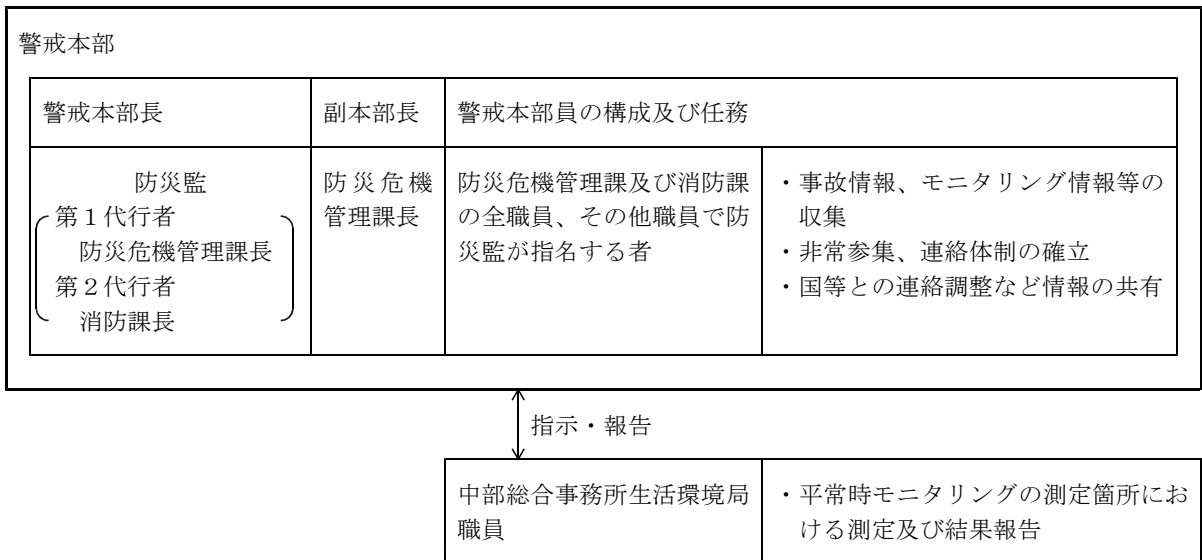 警戒本部
警戒本部長
副本部長
警戒本部員の構成及び任務
防災監
第1代行者
防災危機管理課長
第2代行者
消防課長
防災危機
管理課長
防災危機管理課及び消防課
の全職員、その他職員で防
災監が指名する者
・事故情報、モニタリング情報等の
収集
・非常参集、連絡体制の確立
・国等との連絡調整など情報の共有
指示・報告
中部総合事務所生活環境局
職員
・平常時モニタリングの測定箇所にお
ける測定及び結果報告